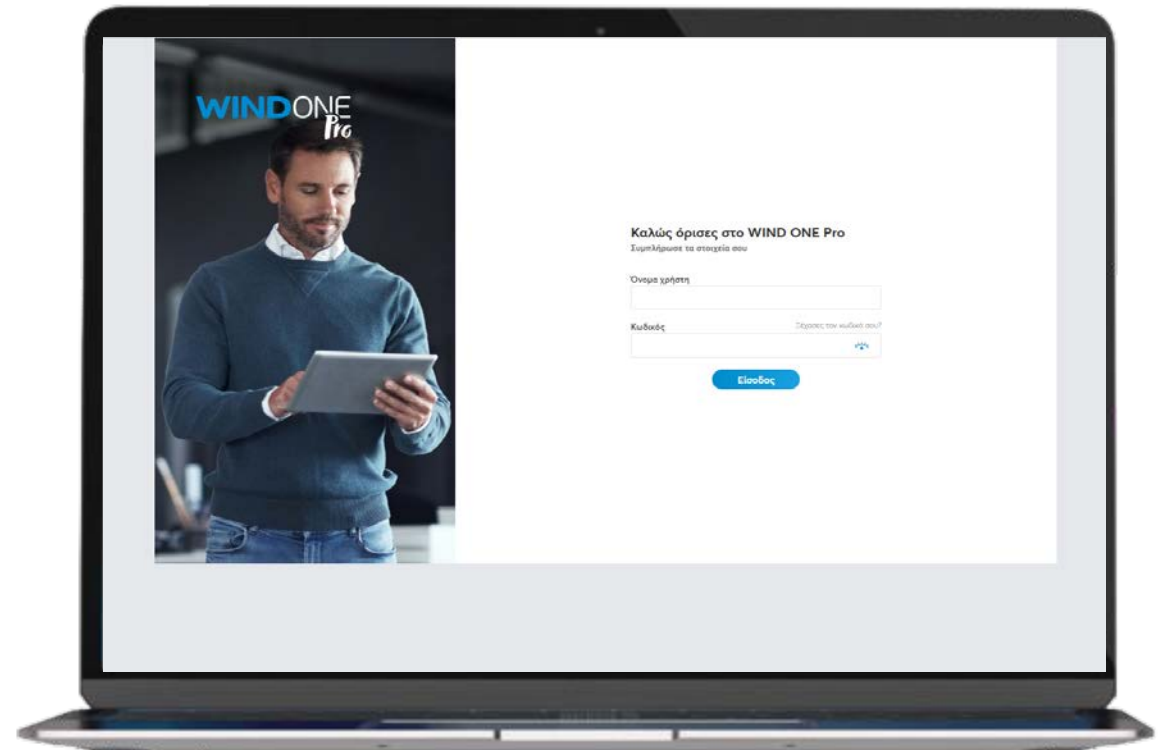 WINDONE
Pro
Καλώς όρισες στο WIND ONE Pro
Συμπλήρωσε τα στοιχεία σου
Όνομα χρήστη
Κωδικός
Ξέχασες τον κωδικό σου?
Είσοδος